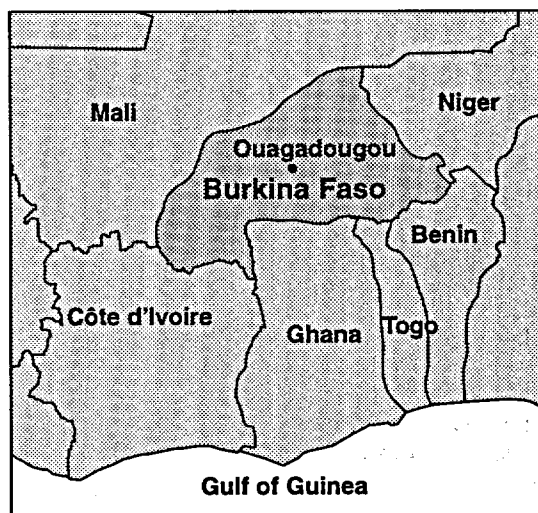 Mali
Niger
Ouagadougou
Burkina Faso
Benin
Côte d'Ivoire
Ghana
Togo
Gulf of Guinea